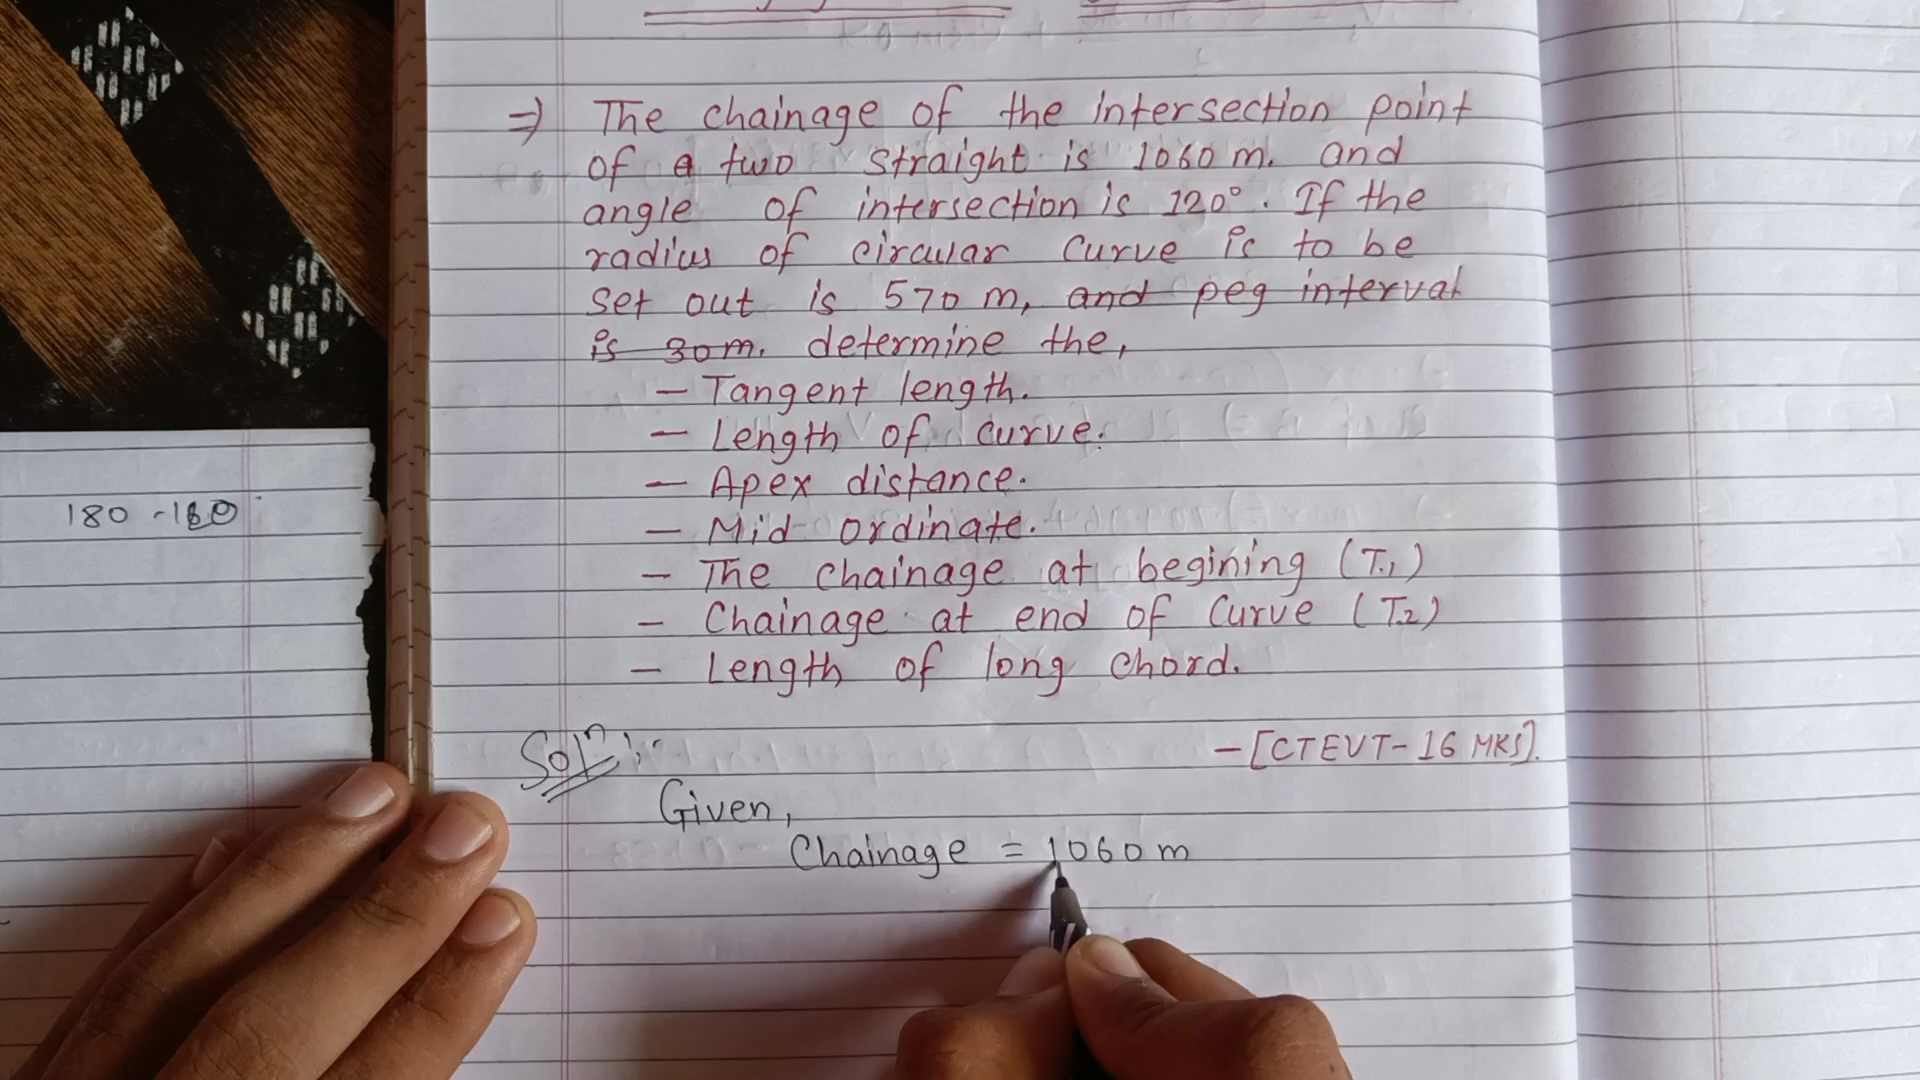 ⇒ The chainage of the intersection point
of a two straight is 1060 m. and
angle of intersection is 120°. If the
radius of circular curve is to be
set out is 570 m, and peg interval
is 30m. determine the,
– Tangent length.
– Length of curve.
– Apex distance.
– Mid ordinate.
– The chainage at begining (T.1)
– Chainage at end of curve (T.2)
– Length of long chord.
– [CTEVT- 16 MKS].
Solⁿ:-
Given,
Chainage = 1060 m
180 -